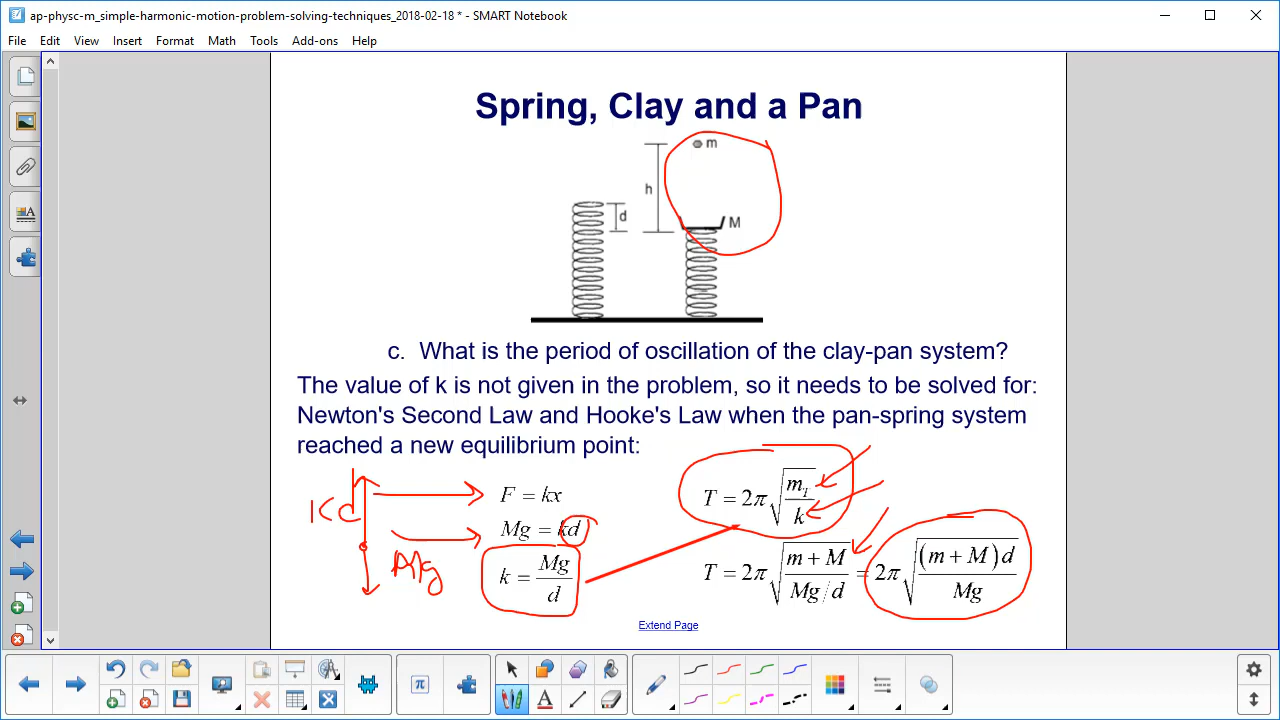 ap-physc-m_simple-harmonic-motion-problem-solving-techniques_2018-02-18 * - SMART Notebook
File Edit View Insert Format Math Tools Add-ons Help
Spring, Clay and a Pan
m
h
d
M
c. What is the period of oscillation of the clay-pan system?
The value of k is not given in the problem, so it needs to be solved for:
Newton's Second Law and Hooke's Law when the pan-spring system
reached a new equilibrium point:
Kd
Mg
F = kx
Mg = kd
k = Mg/d
T = 2π√(m_T/k)
T = 2π√((m + M)/(Mg/d)) = 2π√((m + M)d/Mg)
Extend Page
π
A